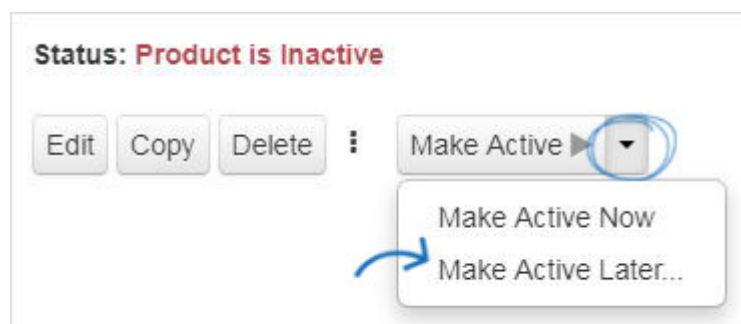 Status: Product is Inactive
Edit Copy Delete Make Active
Make Active Now
Make Active Later...